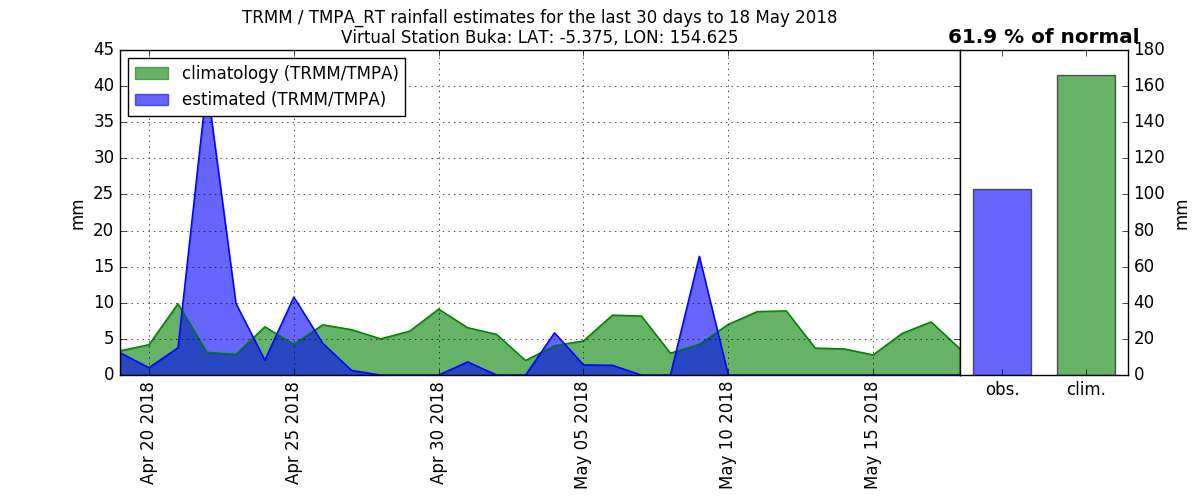 TRMM / TMPA_RT rainfall estimates for the last 30 days to 18 May 2018
Virtual Station Buka: LAT: -5.375, LON: 154.625
61.9 % of normal
climatology (TRMM/TMPA)
estimated (TRMM/TMPA)
mm
45
40
35
30
25
20
15
10
5
0
180
160
140
120
100
80
60
40
20
0
mm
Apr 20 2018
Apr 25 2018
Apr 30 2018
May 05 2018
May 10 2018
May 15 2018
obs.
clim.